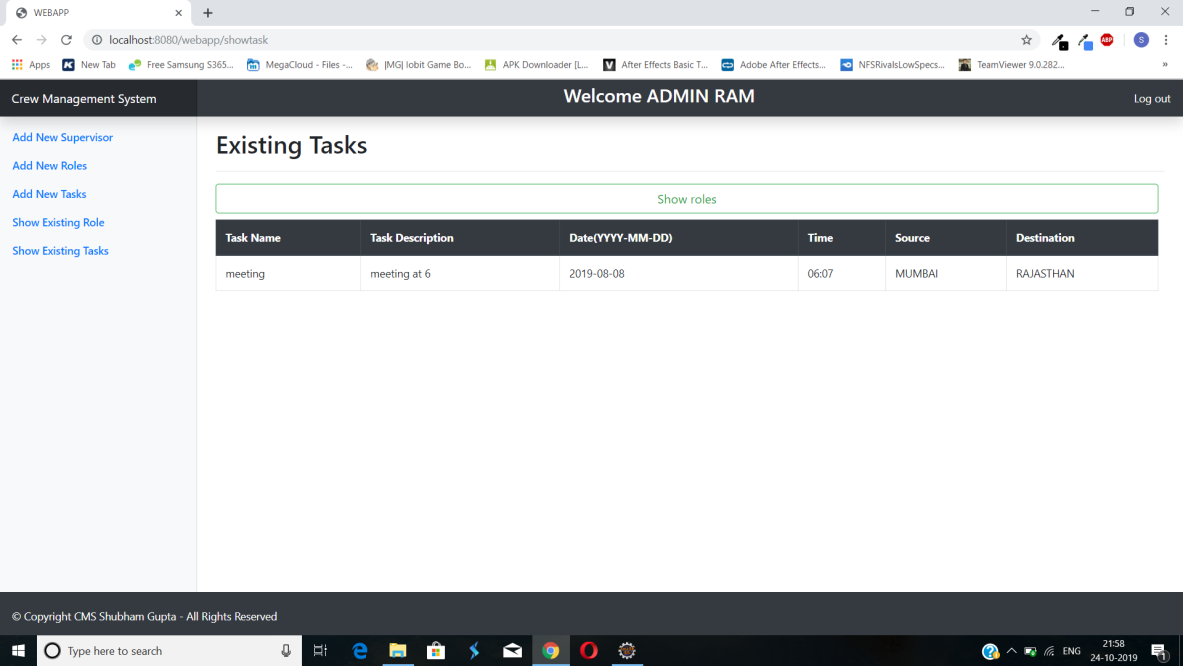 WEBAPP
localhost:8080/webapp/showtask
ABP
S
Apps
New Tab
Free Samsung S365...
MegaCloud - Files -...
|MG| Iobit Game Bo...
APK Downloader [L...
After Effects Basic T...
Adobe After Effects...
NFSRivalsLowSpecs...
TeamViewer 9.0.282...
»
Crew Management System
Welcome ADMIN RAM
Log out
Add New Supervisor
Add New Roles
Add New Tasks
Show Existing Role
Show Existing Tasks
Existing Tasks
Show roles
Task Name Task Description Date(YYYY-MM-DD) Time Source Destination
meeting meeting at 6 2019-08-08 06:07 MUMBAI RAJASTHAN
© Copyright CMS Shubham Gupta - All Rights Reserved
Type here to search
ENG
21:58
24-10-2019
1